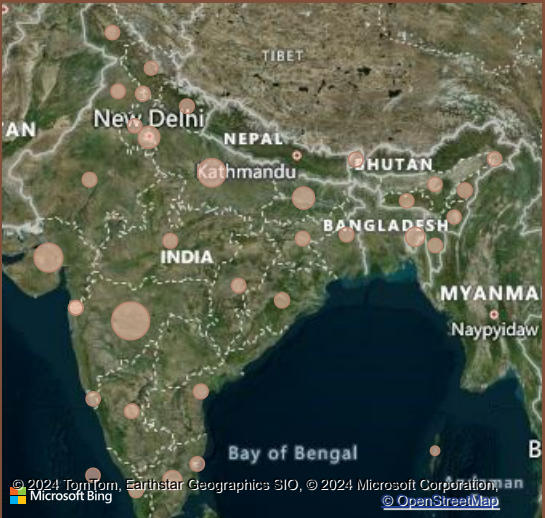 TIBET
AN
New Delhi
NEPAL
BHUTAN
Kathmandu
BANGLADESH
INDIA
MYANMA
Naypyidaw
Bay of Bengal
B
© 2024 TomTom, Earthstar Geographics SIO, © 2024 Microsoft Corporation,
Microsoft Bing
© OpenStreetMap